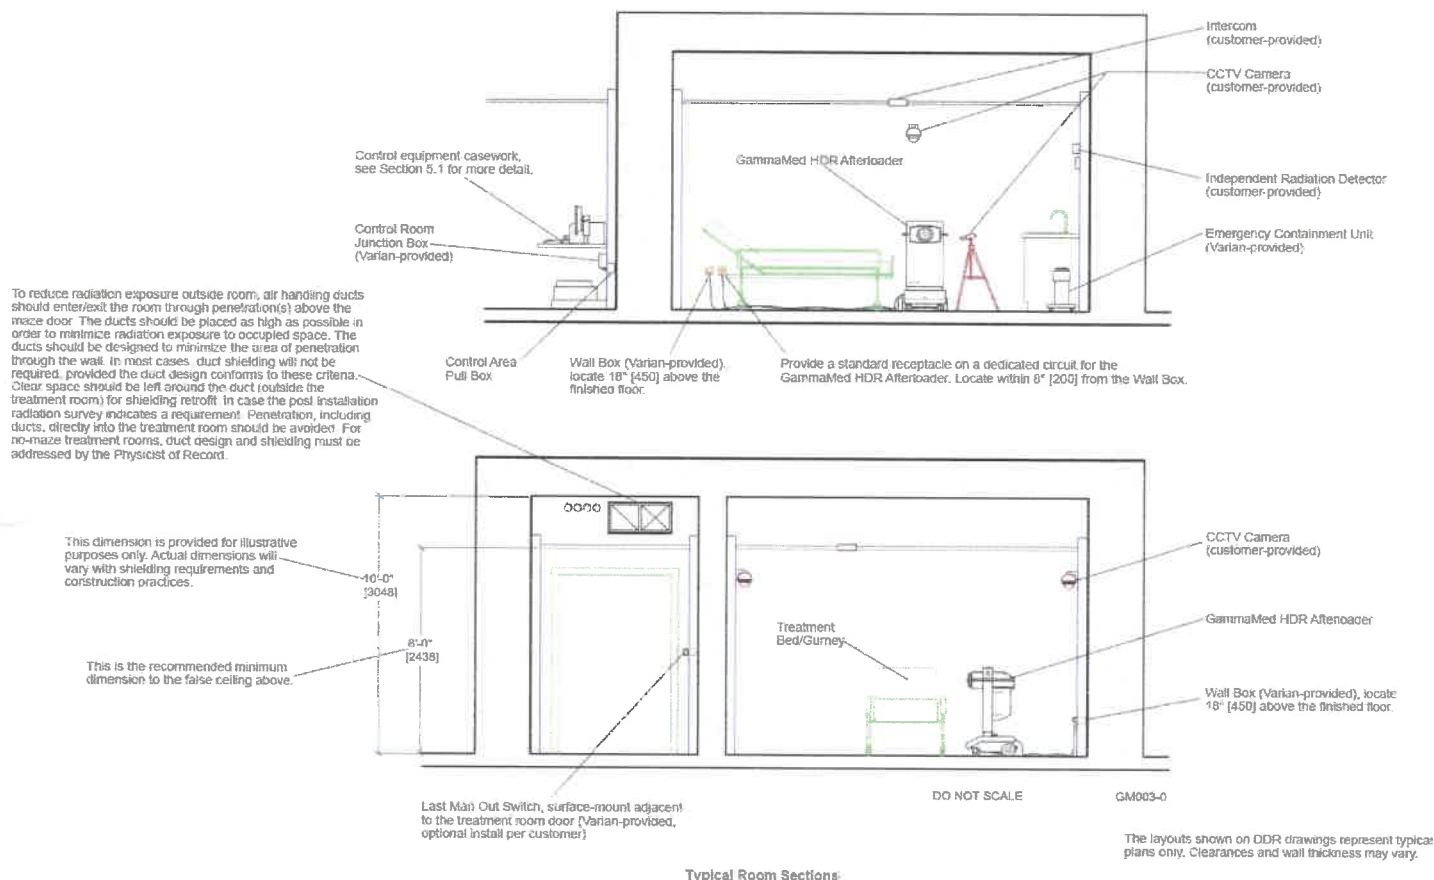 Intercom
(customer-provided)
CCTV Camera
(customer-provided)
Control equipment casework,
see Section 5.1 for more detail.
GammaMed HDR Afterloader
Independent Radiation Detector
(customer-provided)
Control Room
Junction Box
(Varian-provided)
Emergency Containment Unit
(Varian-provided)
To reduce radiation exposure outside room, air handling ducts
should enter/exit the room through penetration(s) above the
maze door. The ducts should be placed as high as possible in
order to minimize radiation exposure to occupied space. The
ducts should be designed to minimize the area of penetration
through the wall. In most cases, duct shielding will not be
required, provided the duct design conforms to these criteria.
Clear space should be left around the duct (outside the
treatment room) for shielding retrofit. In case the post installation
radiation survey indicates a requirement. Penetration, including
ducts, directly into the treatment room should be avoided. For
no-maze treatment rooms, duct design and shielding must be
addressed by the Physicist of Record.
Control Area
Pull Box
Wall Box (Varian-provided),
locate 18" [450] above the
finished floor.
Provide a standard receptacle on a dedicated circuit for the
GammaMed HDR Afterloader. Locate within 8" [200] from the Wall Box.
This dimension is provided for illustrative
purposes only. Actual dimensions will
vary with shielding requirements and
construction practices.
10'-0"
[3048]
CCTV Camera
(customer-provided)
8'-0"
[2438]
This is the recommended minimum
dimension to the false ceiling above.
Treatment
Bed/Gurney
GammaMed HDR Afterloader
Wall Box (Varian-provided), locate
18" [450] above the finished floor.
Last Man Out Switch, surface-mount adjacent
to the treatment room door (Varian-provided,
optional install per customer)
DO NOT SCALE
GM003-0
The layouts shown on DDR drawings represent typical
plans only. Clearances and wall thickness may vary.
Typical Room Sections